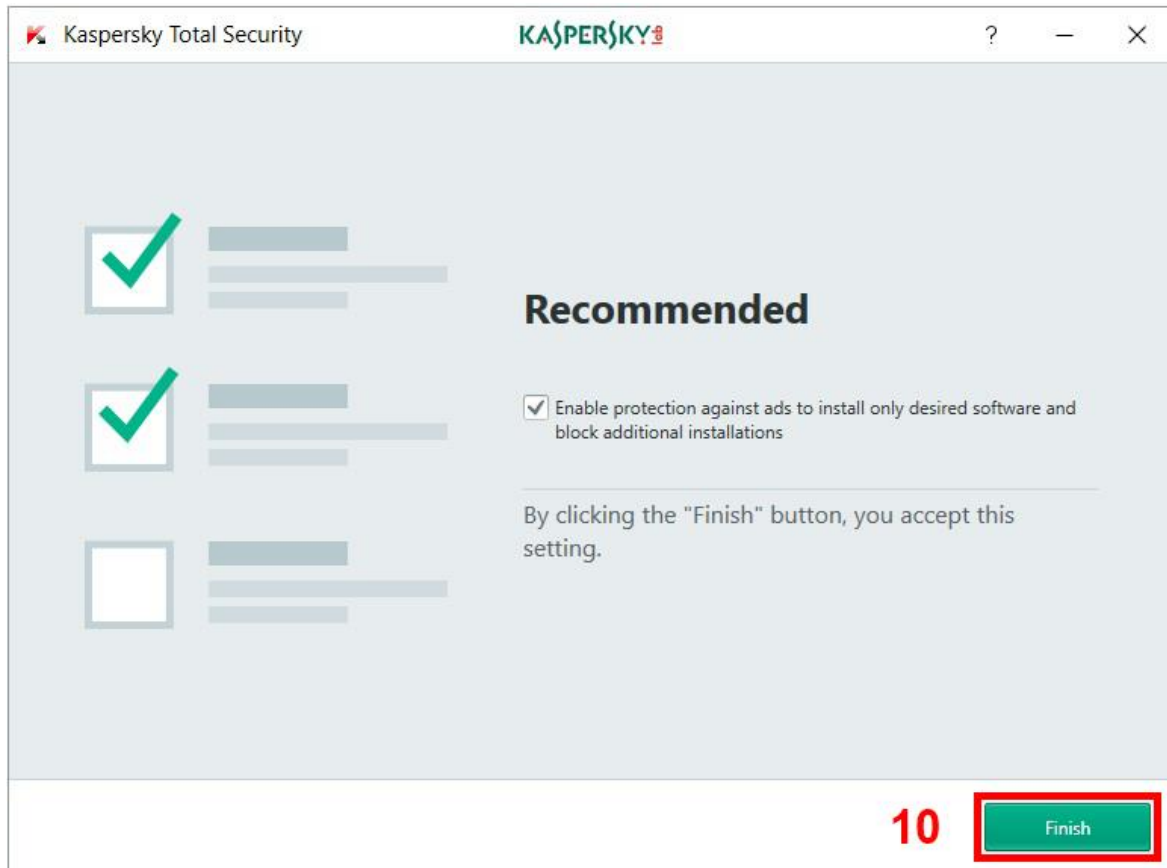 Kaspersky Total Security
KASPERSKY lab
?
Recommended
Enable protection against ads to install only desired software and
block additional installations
By clicking the "Finish" button, you accept this
setting.
10
Finish